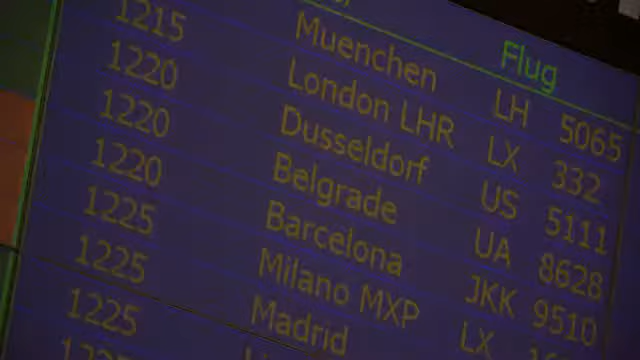 Flug
Muenchen LH 5065
1215 London LHR LX 332
1220 Dusseldorf US 5111
1220 Belgrade UA 8628
1220 Barcelona JKK 9510
1225 Milano MXP LX
1225 Madrid
1225